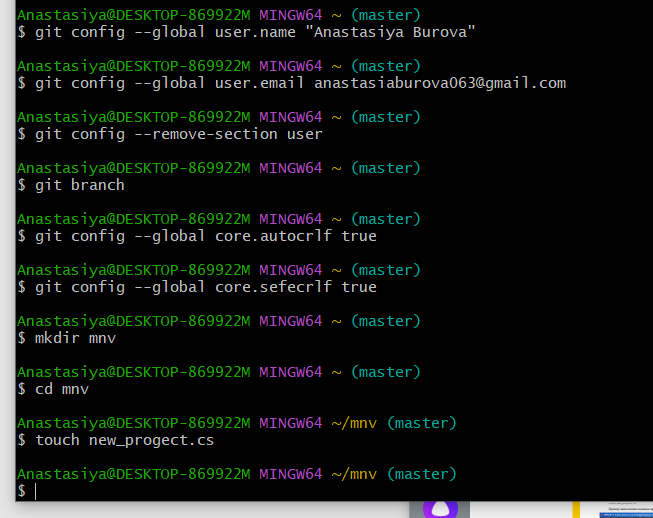 Anastasiya@DESKTOP-869922M MINGW64 ~ (master)
$ git config --global user.name "Anastasiya Burova"
Anastasiya@DESKTOP-869922M MINGW64 ~ (master)
$ git config --global user.email anastasiaburova063@gmail.com
Anastasiya@DESKTOP-869922M MINGW64 ~ (master)
$ git config --remove-section user
Anastasiya@DESKTOP-869922M MINGW64 ~ (master)
$ git branch
Anastasiya@DESKTOP-869922M MINGW64 ~ (master)
$ git config --global core.autocrlf true
Anastasiya@DESKTOP-869922M MINGW64 ~ (master)
$ git config --global core.sefecrlf true
Anastasiya@DESKTOP-869922M MINGW64 ~ (master)
$ mkdir mnv
Anastasiya@DESKTOP-869922M MINGW64 ~ (master)
$ cd mnv
Anastasiya@DESKTOP-869922M MINGW64 ~/mnv (master)
$ touch new_progect.cs
Anastasiya@DESKTOP-869922M MINGW64 ~/mnv (master)
$